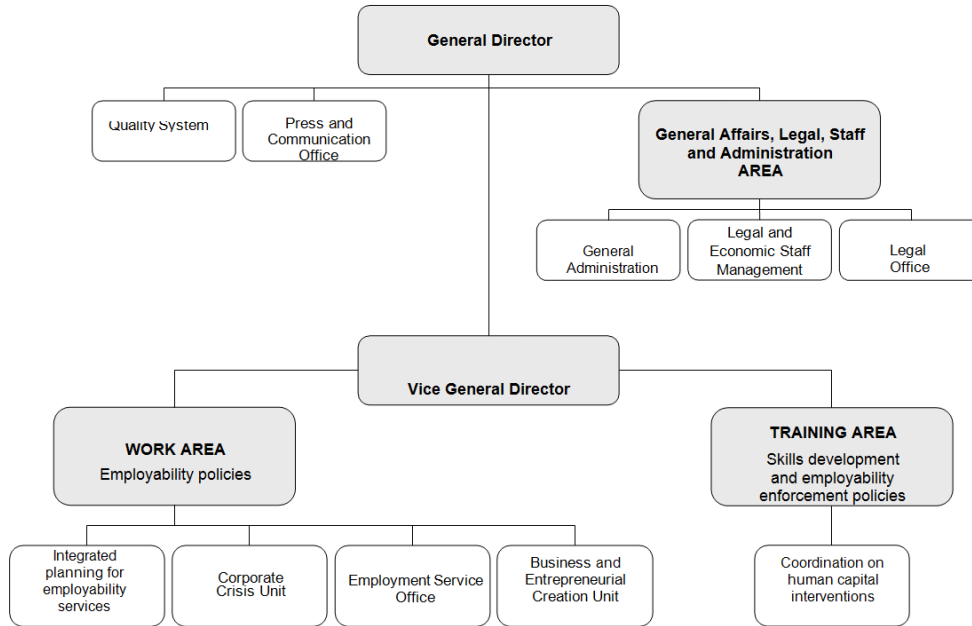 General Director
Quality System
Press and
Communication
Office
General Affairs, Legal, Staff
and Administration
AREA
General
Administration
Legal and
Economic Staff
Management
Legal
Office
Vice General Director
WORK AREA
Employability policies
TRAINING AREA
Skills development
and employability
enforcement policies
Integrated
planning for
employability
services
Corporate
Crisis Unit
Employment Service
Office
Business and
Entrepreneurial
Creation Unit
Coordination on
human capital
interventions